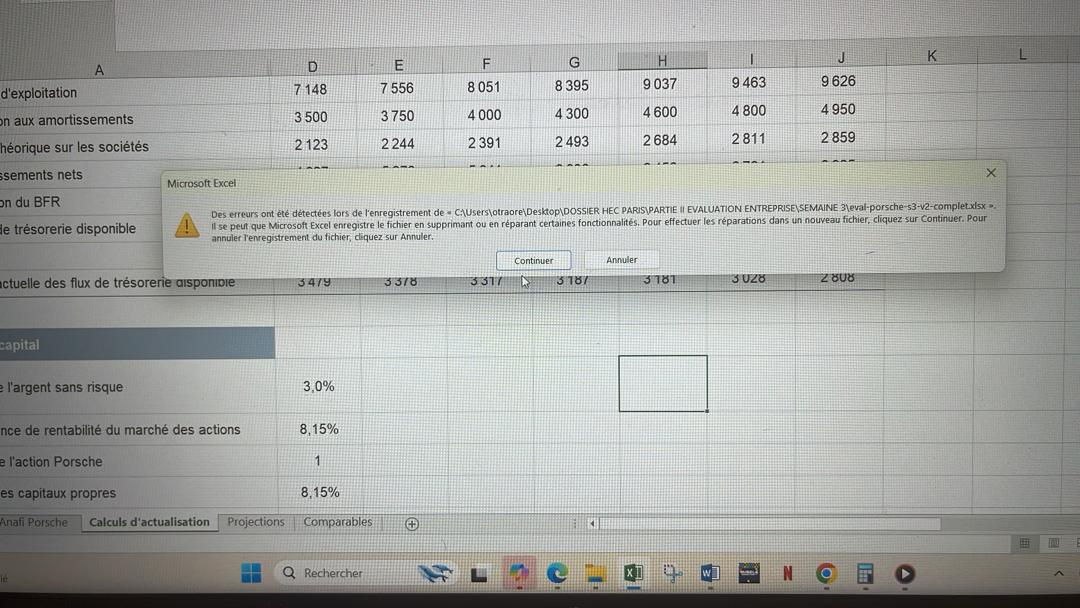 A D E F G H I J K L
d'exploitation 7 148 7 556 8 051 8 395 9 037 9 463 9 626
on aux amortissements 3 500 3 750 4 000 4 300 4 600 4 800 4 950
héorique sur les sociétés 2 123 2 244 2 391 2 493 2 684 2 811 2 859
ssements nets
on du BFR
de trésorerie disponible
Microsoft Excel
Des erreurs ont été détectées lors de l'enregistrement de « C:\Users\otraore\Desktop\DOSSIER HEC PARIS\PARTIE II EVALUATION ENTREPRISE\SEMAINE 3\eval-porsche-s3-v2-complet.xlsx ».
Il se peut que Microsoft Excel enregistre le fichier en supprimant ou en réparant certaines fonctionnalités. Pour effectuer les réparations dans un nouveau fichier, cliquez sur Continuer. Pour
annuler l'enregistrement du fichier, cliquez sur Annuler.
Continuer Annuler
actuelle des flux de trésorerie disponible 3 479 3 378 3 317 3 187 3 181 3 028 2 808
capital
e l'argent sans risque 3,0%
nce de rentabilité du marché des actions 8,15%
e l'action Porsche 1
es capitaux propres 8,15%
Anafi Porsche Calculs d'actualisation Projections Comparables
Rechercher